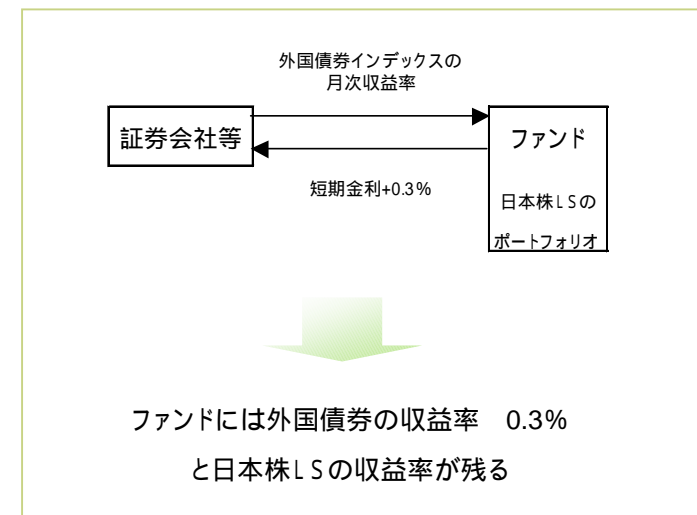 外国債券インデックスの
月次収益率
証券会社等
ファンド
短期金利+0.3%
日本株LSの
ポートフォリオ
ファンドには外国債券の収益率　0.3%
と日本株LSの収益率が残る